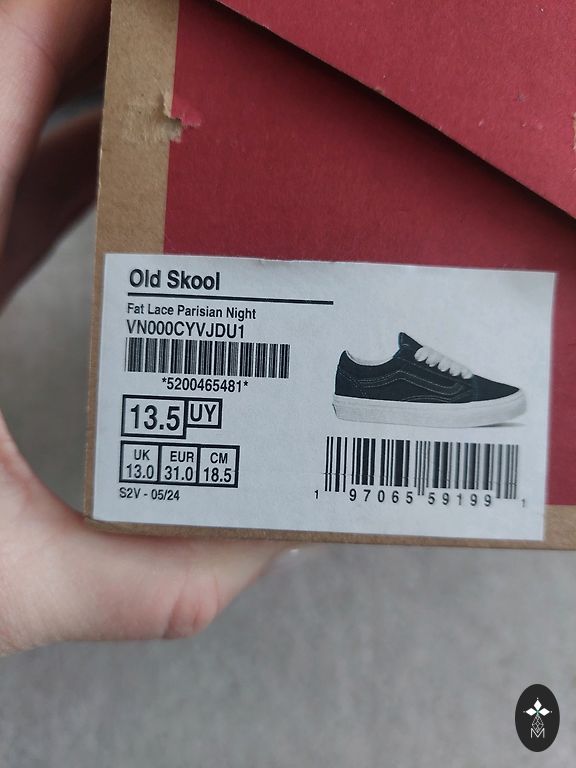 Old Skool
Fat Lace Parisian Night
VN000CYVJDU1
*5200465481*
13.5 UY
UK EUR CM
13.0 31.0 18.5
S2V - 05/24
1 97065 59199 1
M